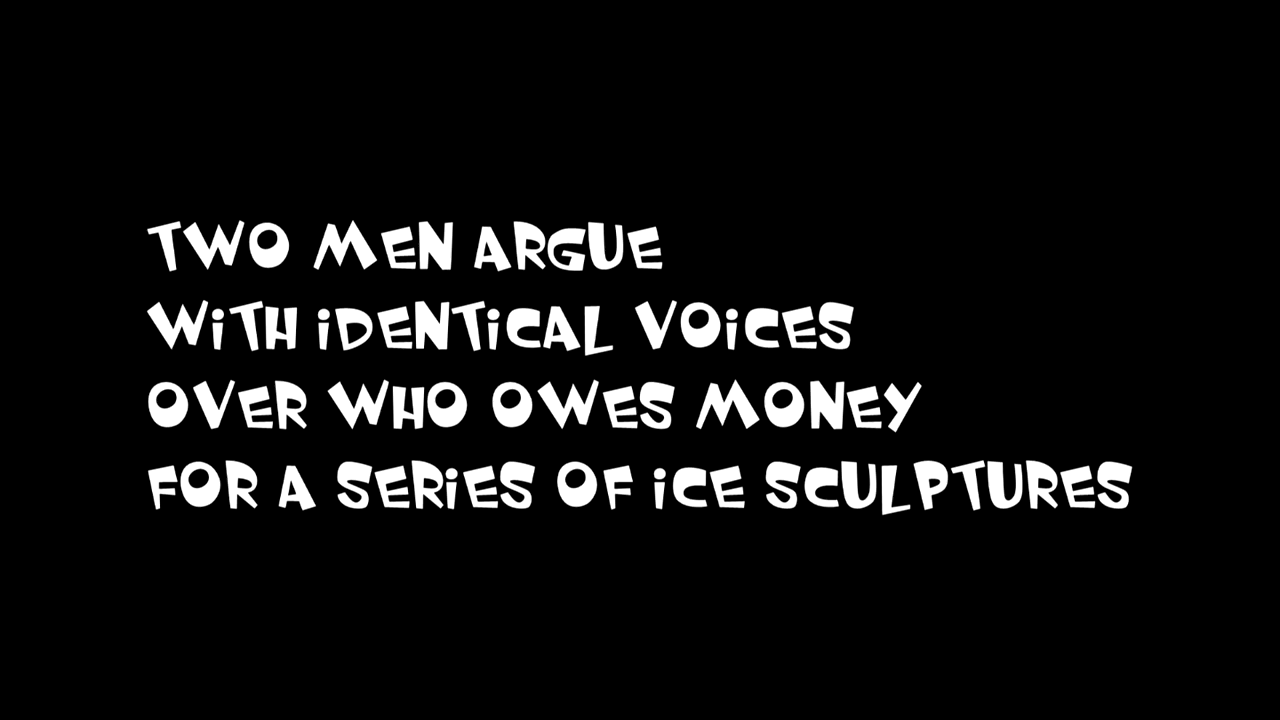 TWO MEN ARGUE
WITH IDENTICAL VOICES
OVER WHO OWES MONEY
FOR A SERIES OF ICE SCULPTURES